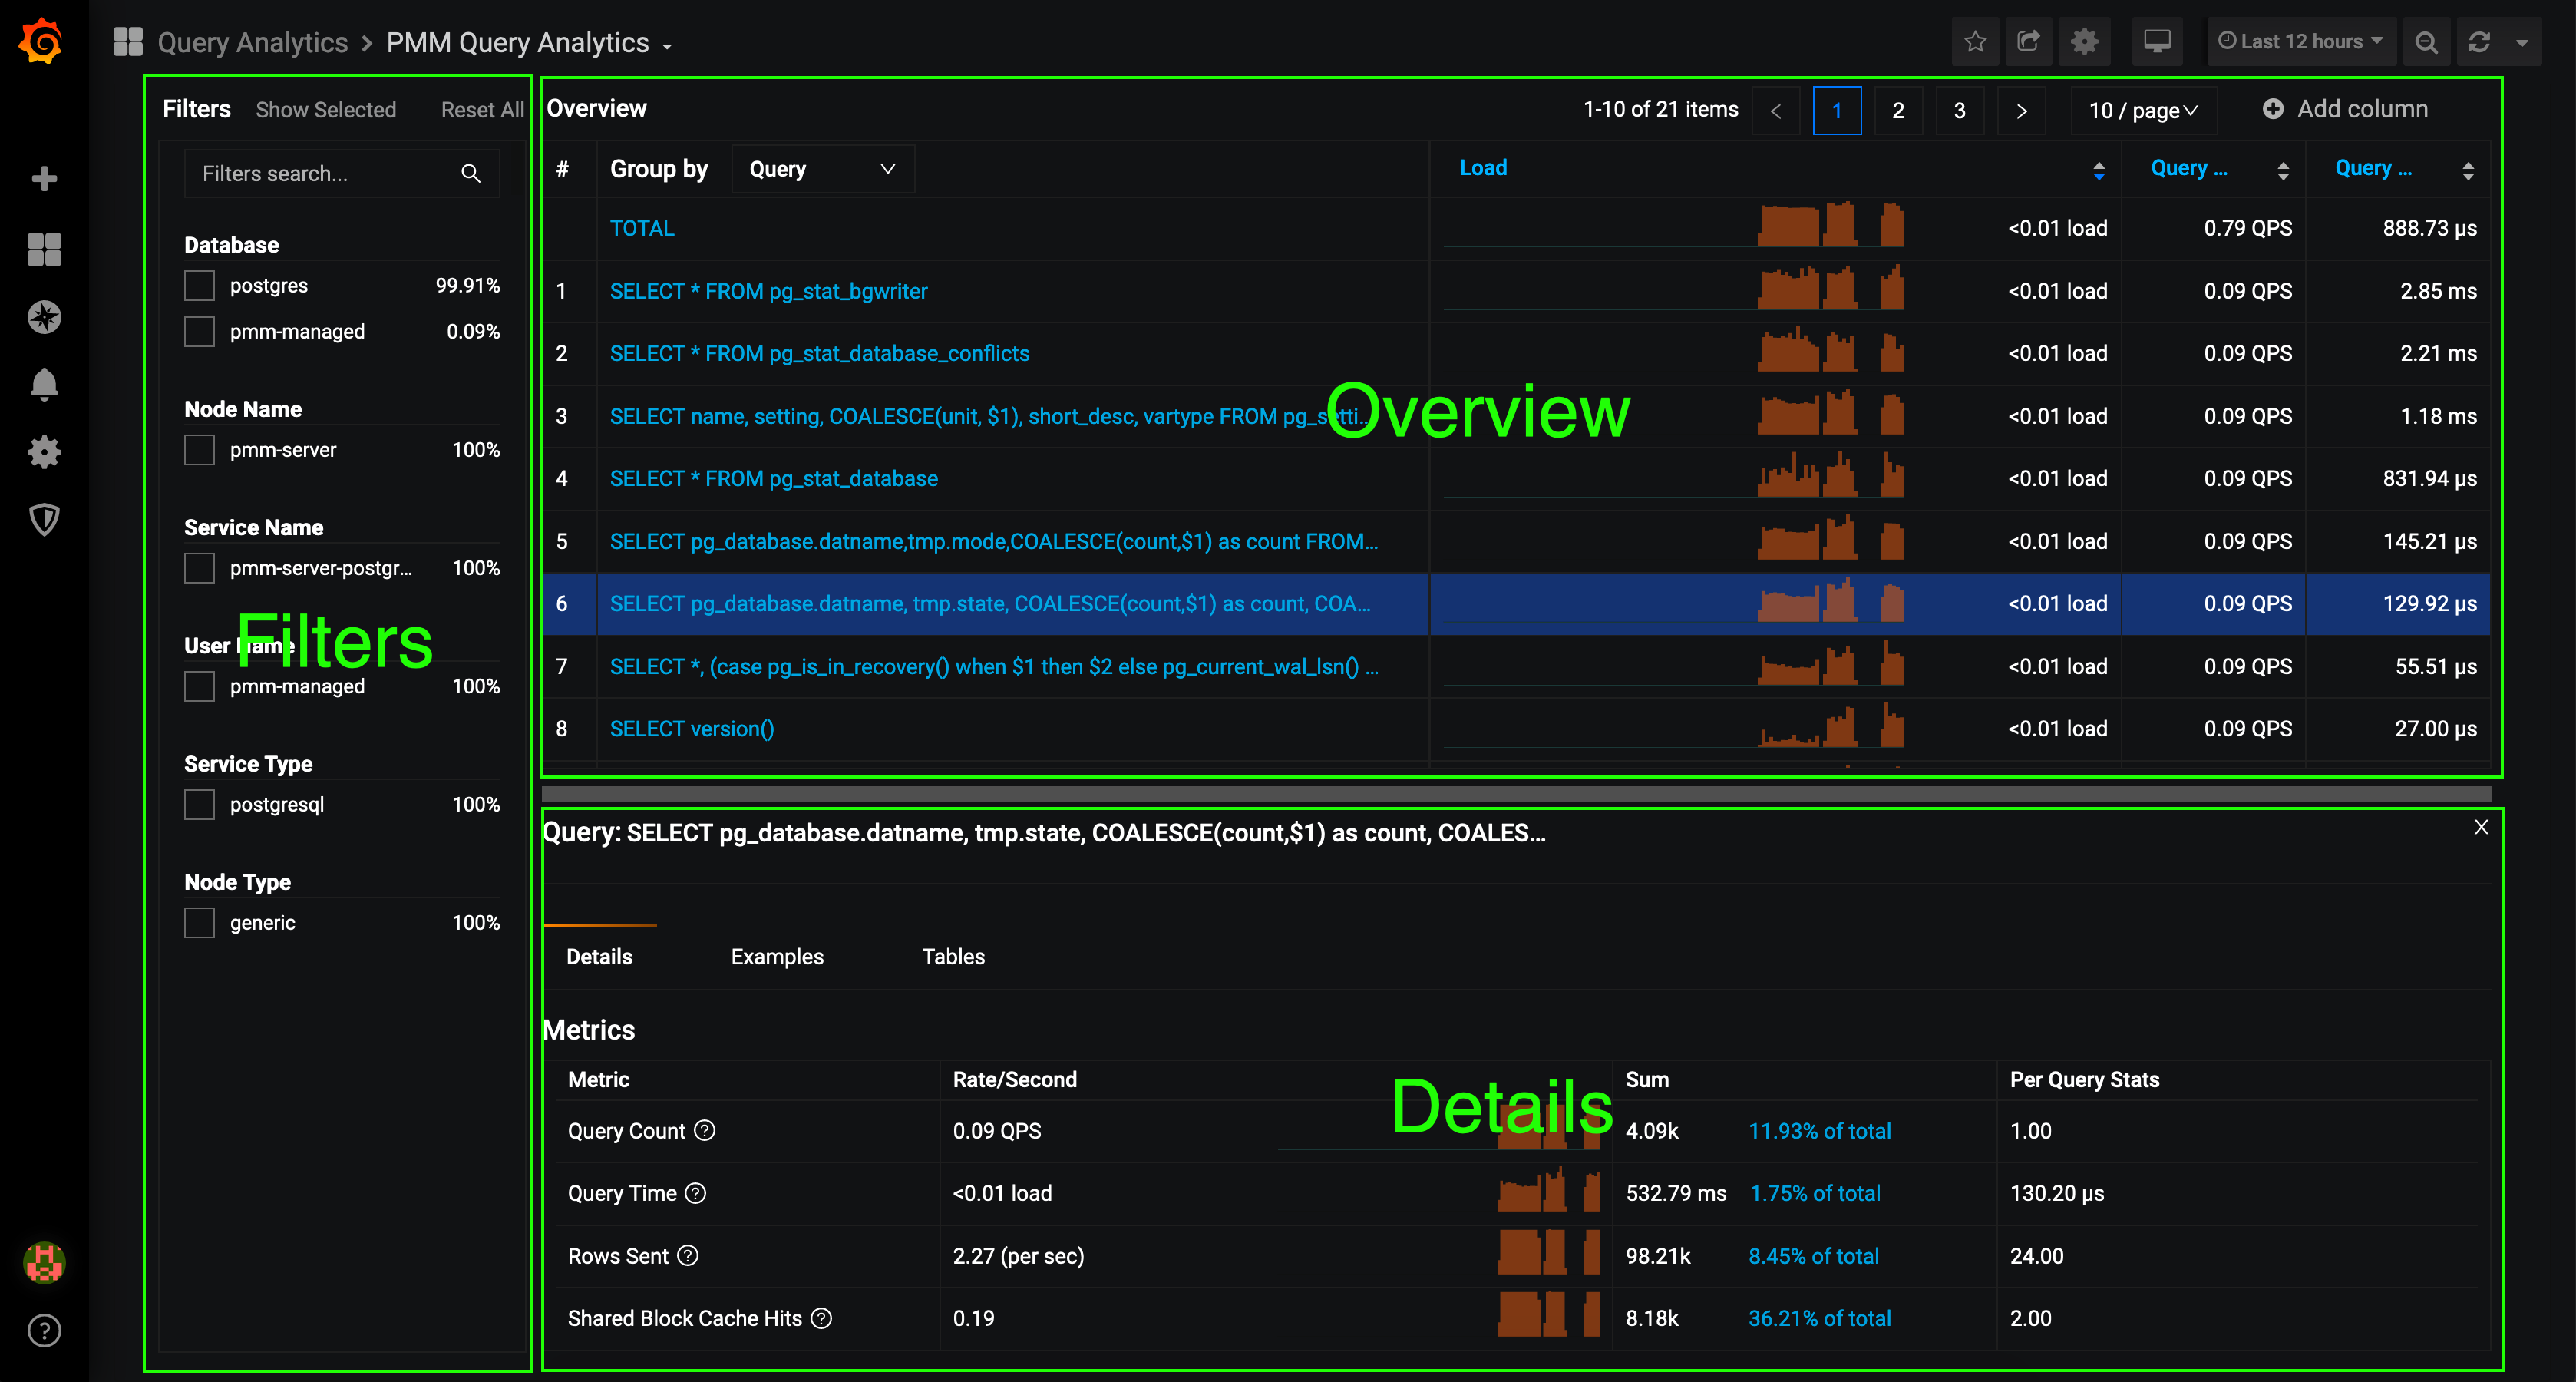 Query Analytics > PMM Query Analytics
Last 12 hours
Filters Show Selected Reset All
Filters search...
Database
postgres 99.91%
pmm-managed 0.09%
Node Name
pmm-server 100%
Service Name
pmm-server-postgr... 100%
User Name
pmm-managed 100%
Filters
Service Type
postgresql 100%
Node Type
generic 100%
Overview 1-10 of 21 items < 1 2 3 > 10 / page Add column
# Group by Query Load Query ... Query ...
TOTAL <0.01 load 0.79 QPS 888.73 µs
1 SELECT * FROM pg_stat_bgwriter <0.01 load 0.09 QPS 2.85 ms
2 SELECT * FROM pg_stat_database_conflicts <0.01 load 0.09 QPS 2.21 ms
3 SELECT name, setting, COALESCE(unit, $1), short_desc, vartype FROM pg_setti... <0.01 load 0.09 QPS 1.18 ms
Overview
4 SELECT * FROM pg_stat_database <0.01 load 0.09 QPS 831.94 µs
5 SELECT pg_database.datname,tmp.mode,COALESCE(count,$1) as count FROM... <0.01 load 0.09 QPS 145.21 µs
6 SELECT pg_database.datname, tmp.state, COALESCE(count,$1) as count, COA... <0.01 load 0.09 QPS 129.92 µs
7 SELECT *, (case pg_is_in_recovery() when $1 then $2 else pg_current_wal_lsn() ... <0.01 load 0.09 QPS 55.51 µs
8 SELECT version() <0.01 load 0.09 QPS 27.00 µs
Query: SELECT pg_database.datname, tmp.state, COALESCE(count,$1) as count, COALES... X
Details Examples Tables
Metrics
Metric Rate/Second Sum Per Query Stats
Details
Query Count ? 0.09 QPS 4.09k 11.93% of total 1.00
Query Time ? <0.01 load 532.79 ms 1.75% of total 130.20 µs
Rows Sent ? 2.27 (per sec) 98.21k 8.45% of total 24.00
Shared Block Cache Hits ? 0.19 8.18k 36.21% of total 2.00